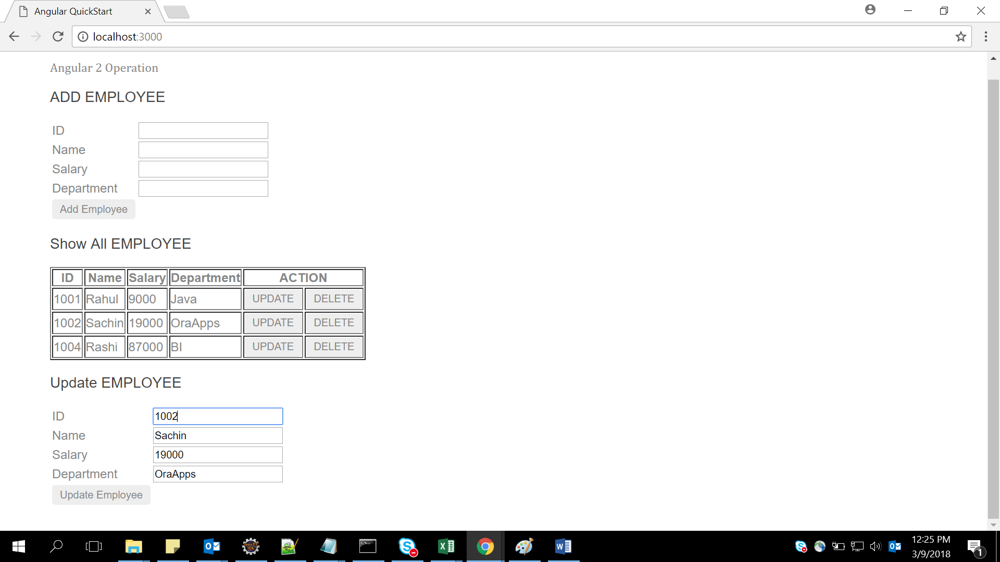 Angular QuickStart
localhost:3000
Angular 2 Operation
ADD EMPLOYEE
ID
Name
Salary
Department
Add Employee
Show All EMPLOYEE
ID Name Salary Department ACTION
1001 Rahul 9000 Java UPDATE DELETE
1002 Sachin 19000 OraApps UPDATE DELETE
1004 Rashi 87000 BI UPDATE DELETE
Update EMPLOYEE
ID 1002
Name Sachin
Salary 19000
Department OraApps
Update Employee
12:25 PM
3/9/2018
1